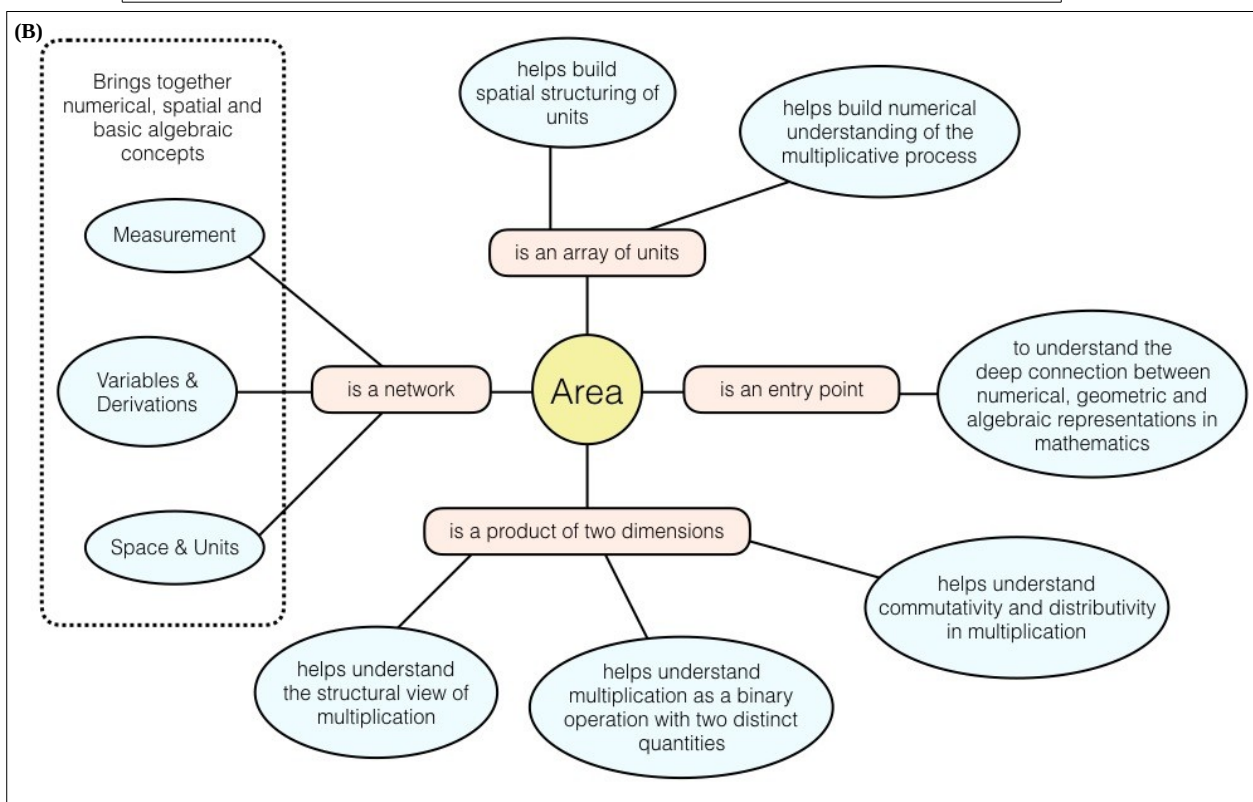 (B)
Brings together
numerical, spatial and
basic algebraic
concepts
Measurement
Variables &
Derivations
Space & Units
is a network
helps build
spatial structuring of
units
helps build numerical
understanding of the
multiplicative process
is an array of units
Area
is an entry point
to understand the
deep connection between
numerical, geometric and
algebraic representations in
mathematics
is a product of two dimensions
helps understand
the structural view of
multiplication
helps understand
multiplication as a binary
operation with two distinct
quantities
helps understand
commutativity and distributivity
in multiplication